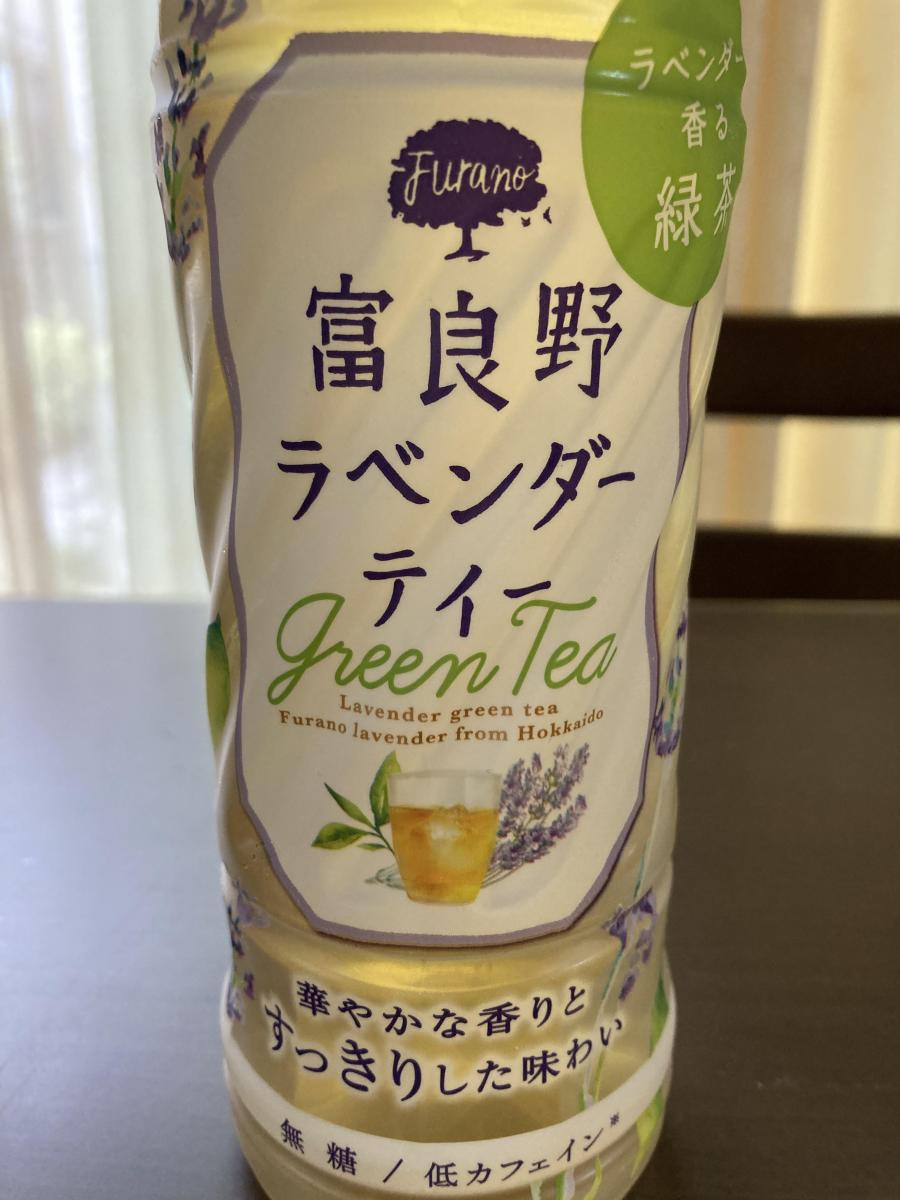 ラベンダー
香る
緑茶
Furano
富良野
ラベンダー
ティー
green Tea
Lavender green tea
Furano lavender from Hokkaido
華やかな香りと
すっきりした味わい
無糖 / 低カフェイン※